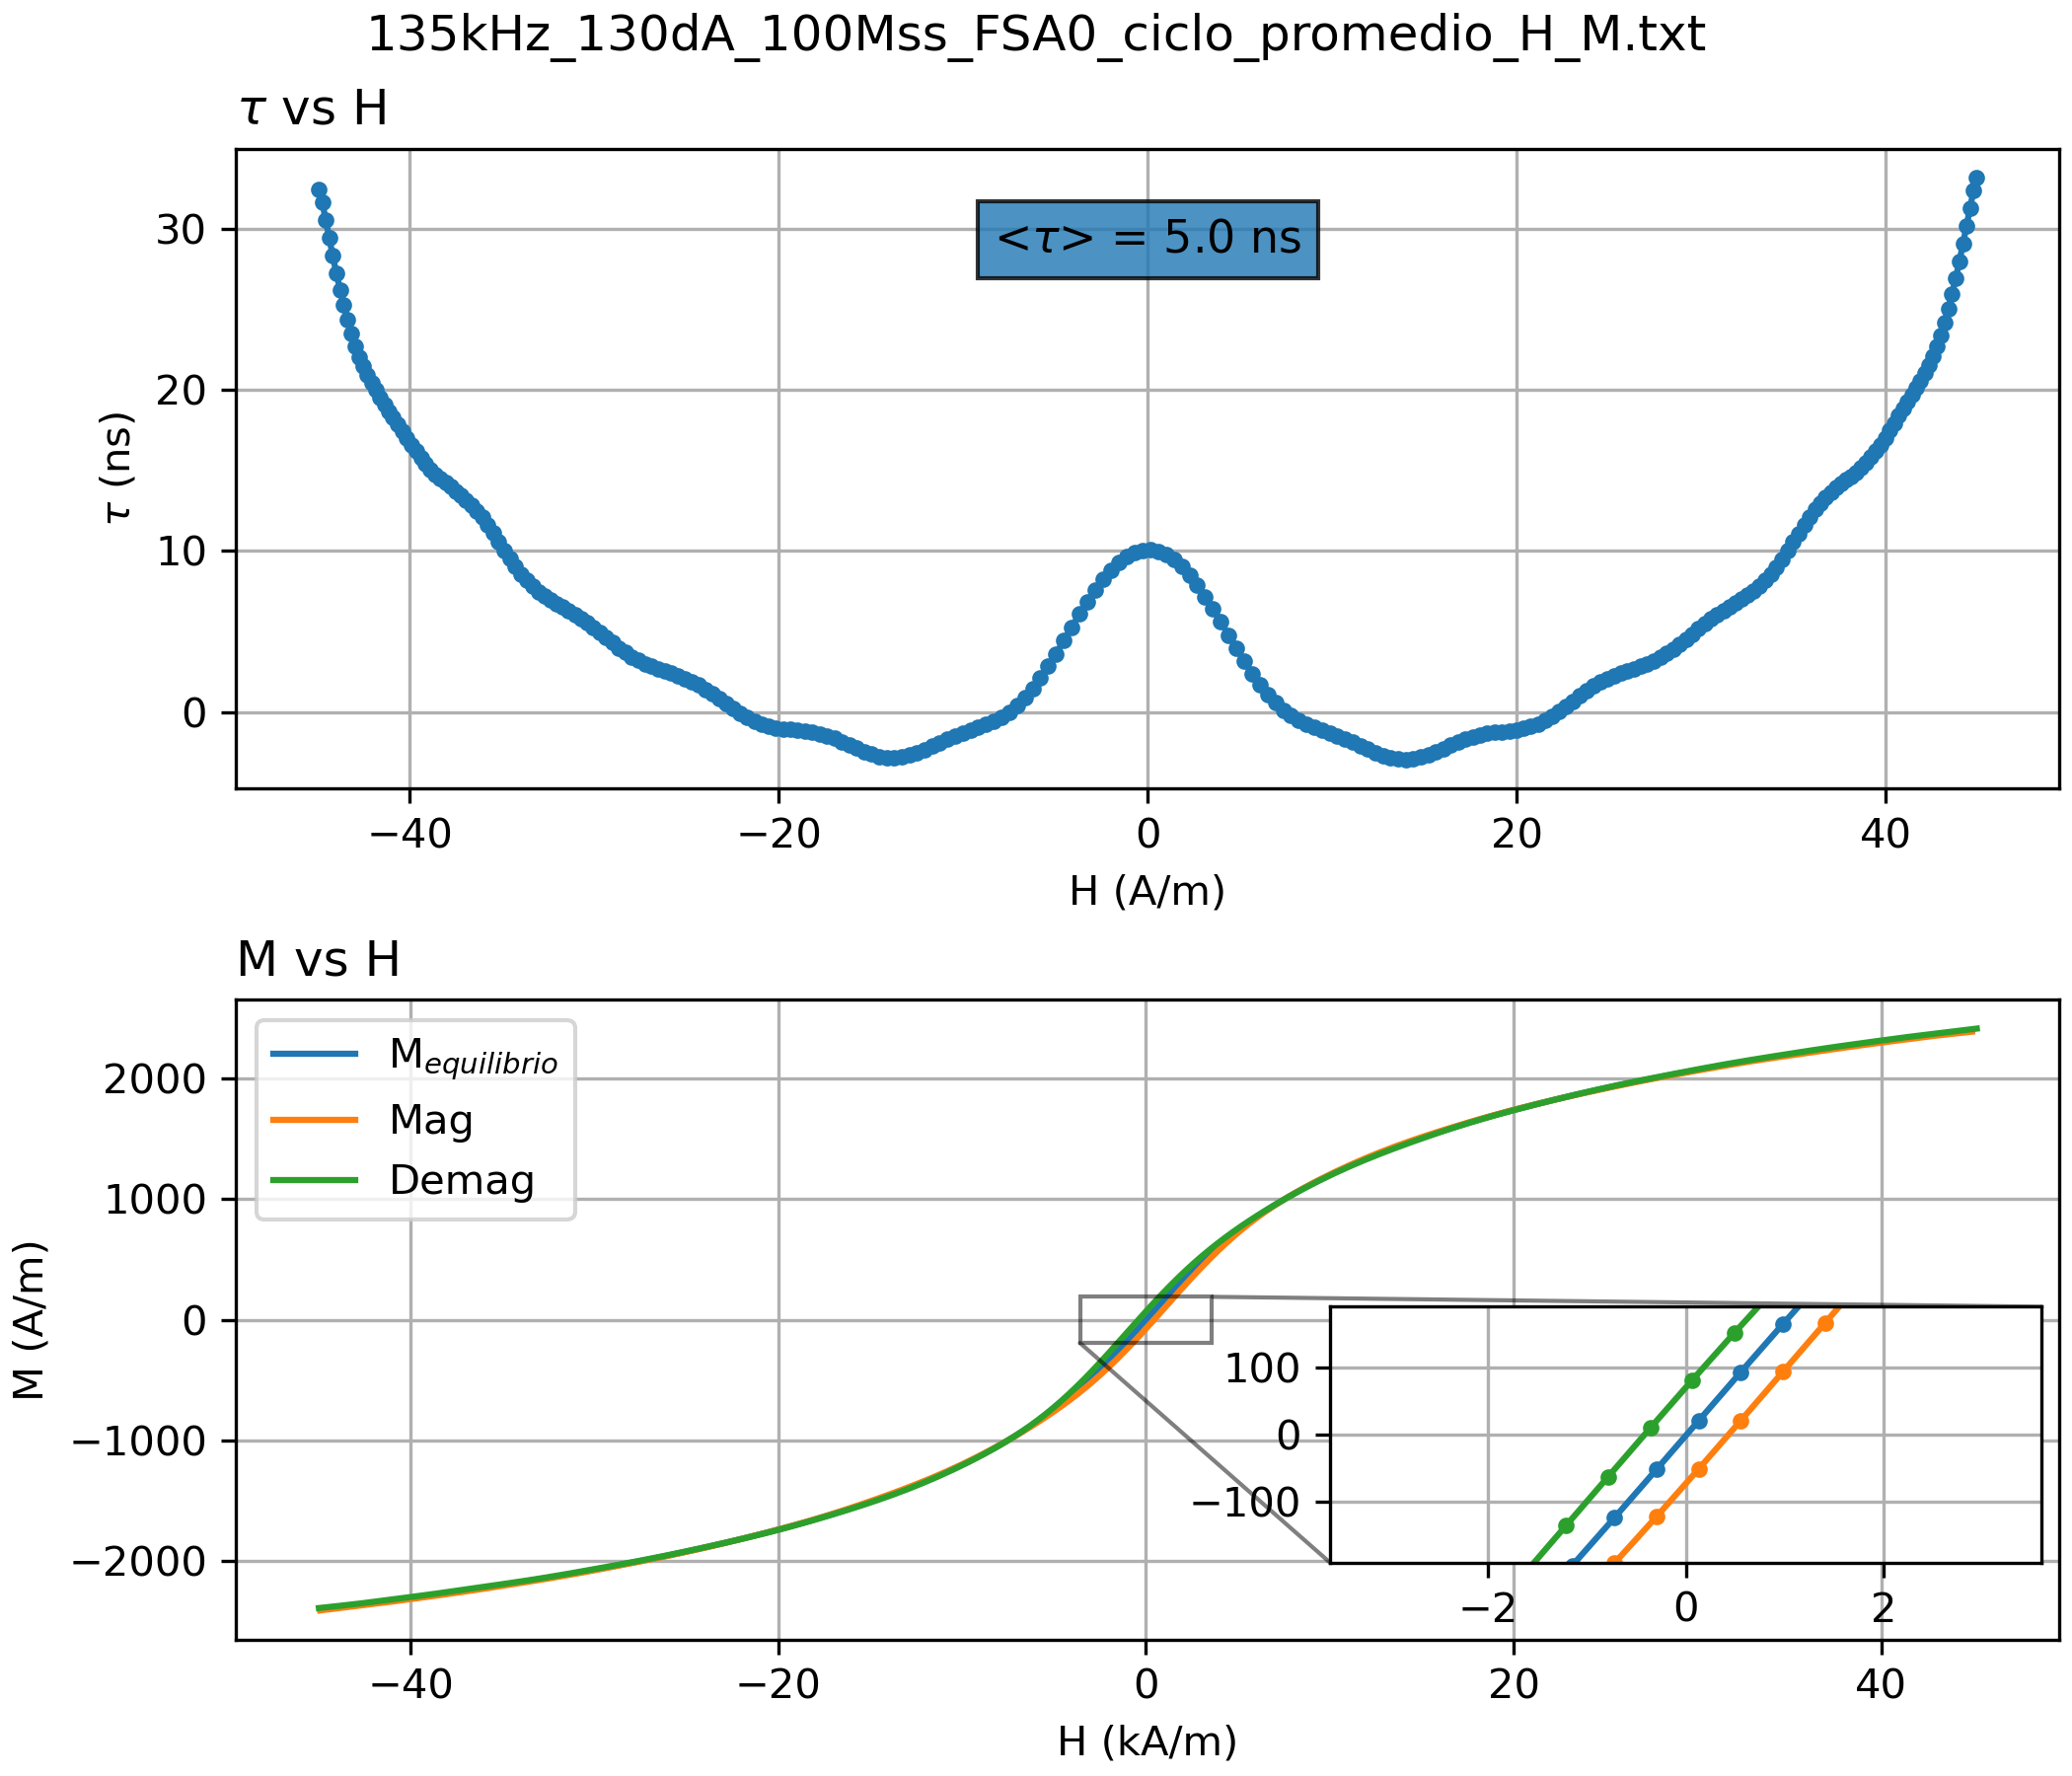 135kHz_130dA_100Mss_FSA0_ciclo_promedio_H_M.txt
τ vs H
<τ> = 5.0 ns
30
20
10
0
τ (ns)
−40
−20
0
20
40
H (A/m)
M vs H
M_equilibrio
Mag
Demag
2000
1000
0
−1000
−2000
M (A/m)
100
0
−100
−2
0
2
−40
−20
0
20
40
H (kA/m)